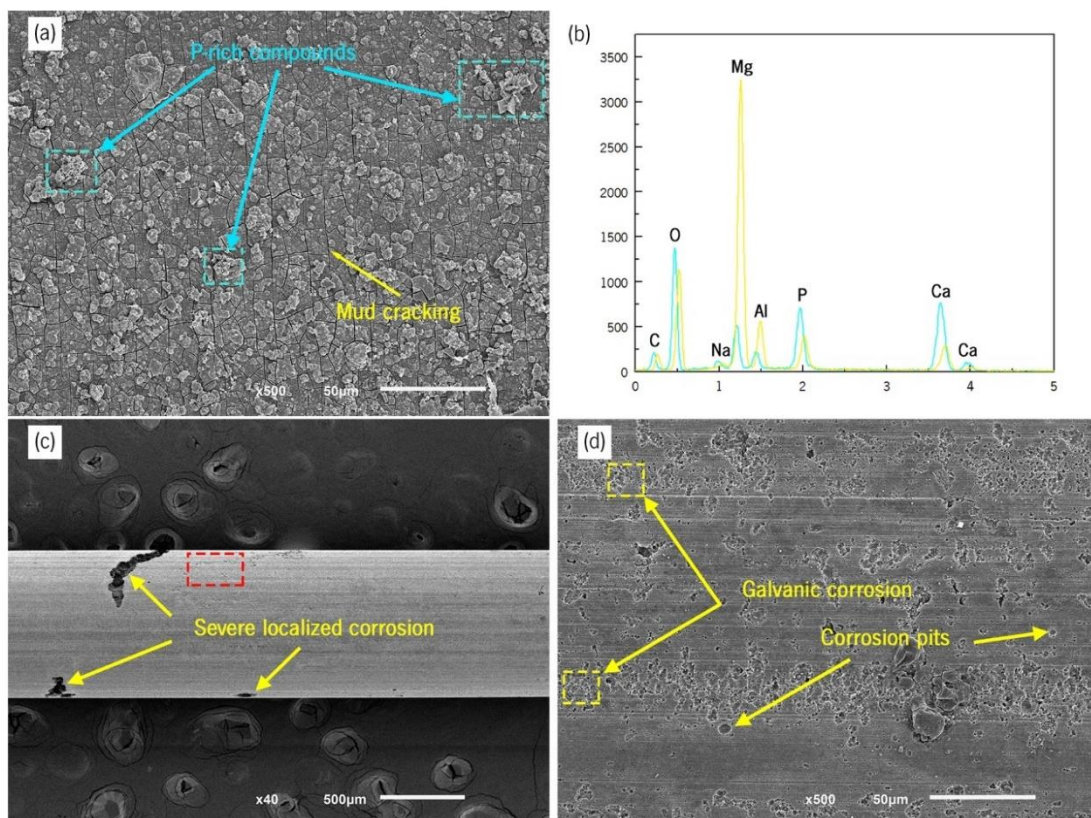 (a)
P-rich compounds
Mud cracking
x500 50µm
(b)
3500
3000
2500
2000
1500
1000
500
0
Mg
O
C
Na
Al
P
Ca
Ca
0 1 2 3 4 5
(c)
Severe localized corrosion
x40 500µm
(d)
Galvanic corrosion
Corrosion pits
x500 50µm